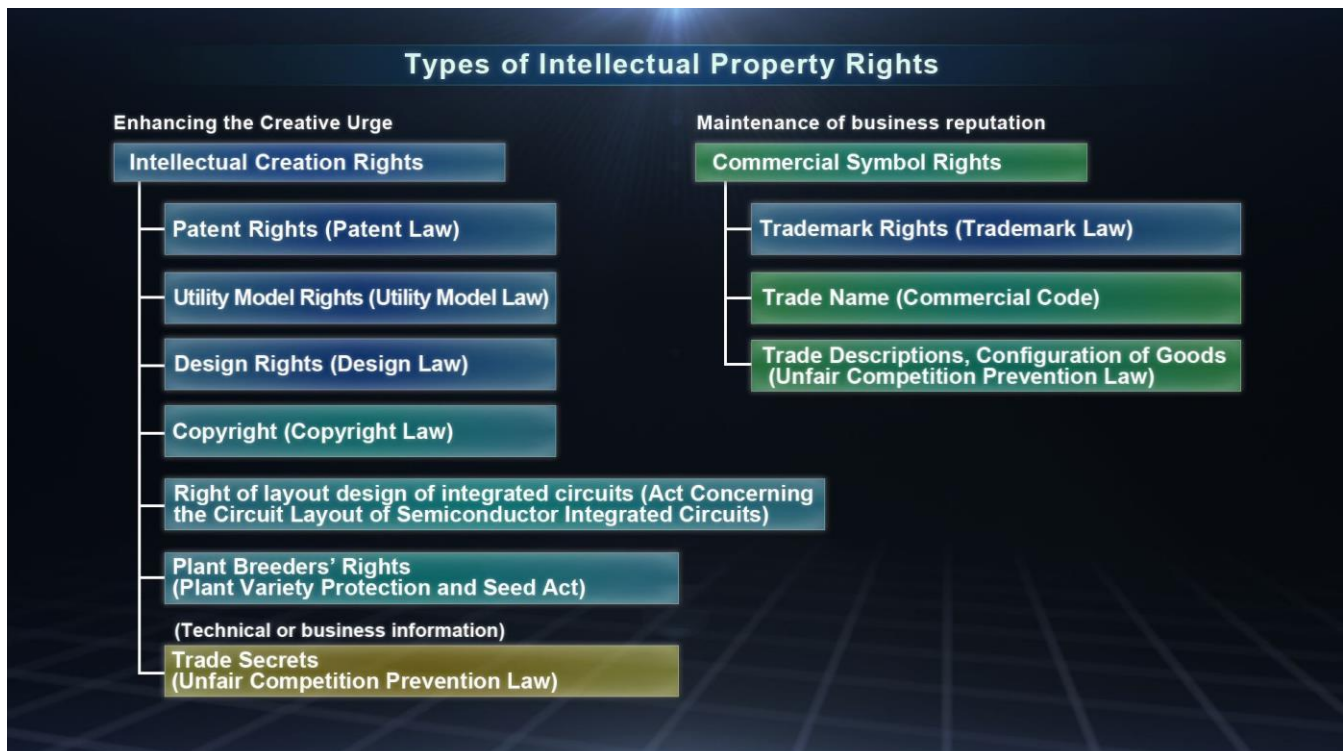 Types of Intellectual Property Rights
Enhancing the Creative Urge
Intellectual Creation Rights
Patent Rights (Patent Law)
Utility Model Rights (Utility Model Law)
Design Rights (Design Law)
Copyright (Copyright Law)
Right of layout design of integrated circuits (Act Concerning
the Circuit Layout of Semiconductor Integrated Circuits)
Plant Breeders’ Rights
(Plant Variety Protection and Seed Act)
(Technical or business information)
Trade Secrets
(Unfair Competition Prevention Law)
Maintenance of business reputation
Commercial Symbol Rights
Trademark Rights (Trademark Law)
Trade Name (Commercial Code)
Trade Descriptions, Configuration of Goods
(Unfair Competition Prevention Law)